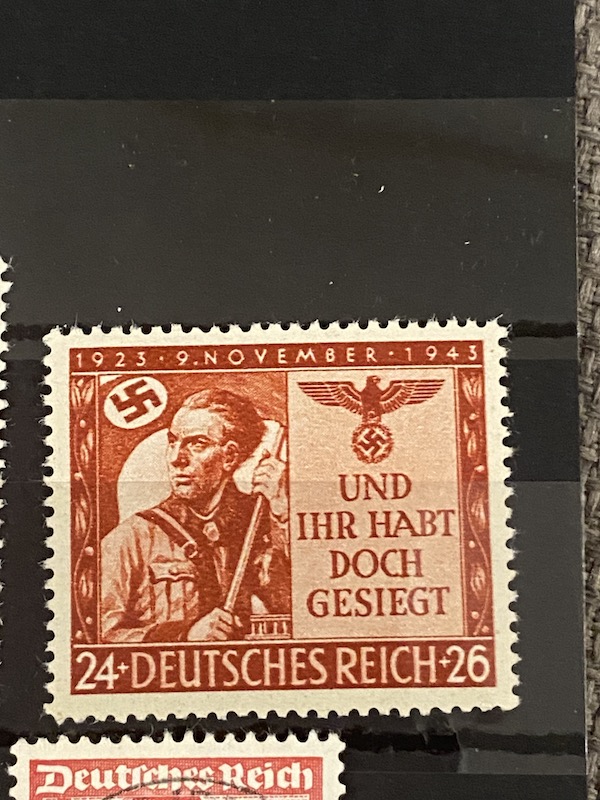 1923 · 9. NOVEMBER · 1943
UND
IHR HABT
DOCH
GESIEGT
24+DEUTSCHES REICH+26
Deutsches Reich